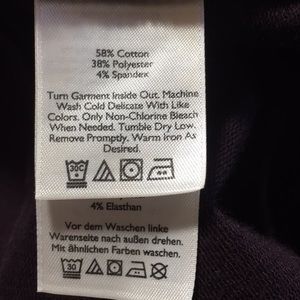 58% Cotton
38% Polyester
4% Spandex
Turn Garment Inside Out. Machine
Wash Cold Delicate With Like
Colors. Only Non-Chlorine Bleach
When Needed. Tumble Dry Low.
Remove Promptly. Warm Iron As
Desired.
30C
4% Elasthan
Vor dem Waschen linke
Warenseite nach außen drehen.
Mit ähnlichen Farben waschen.
30